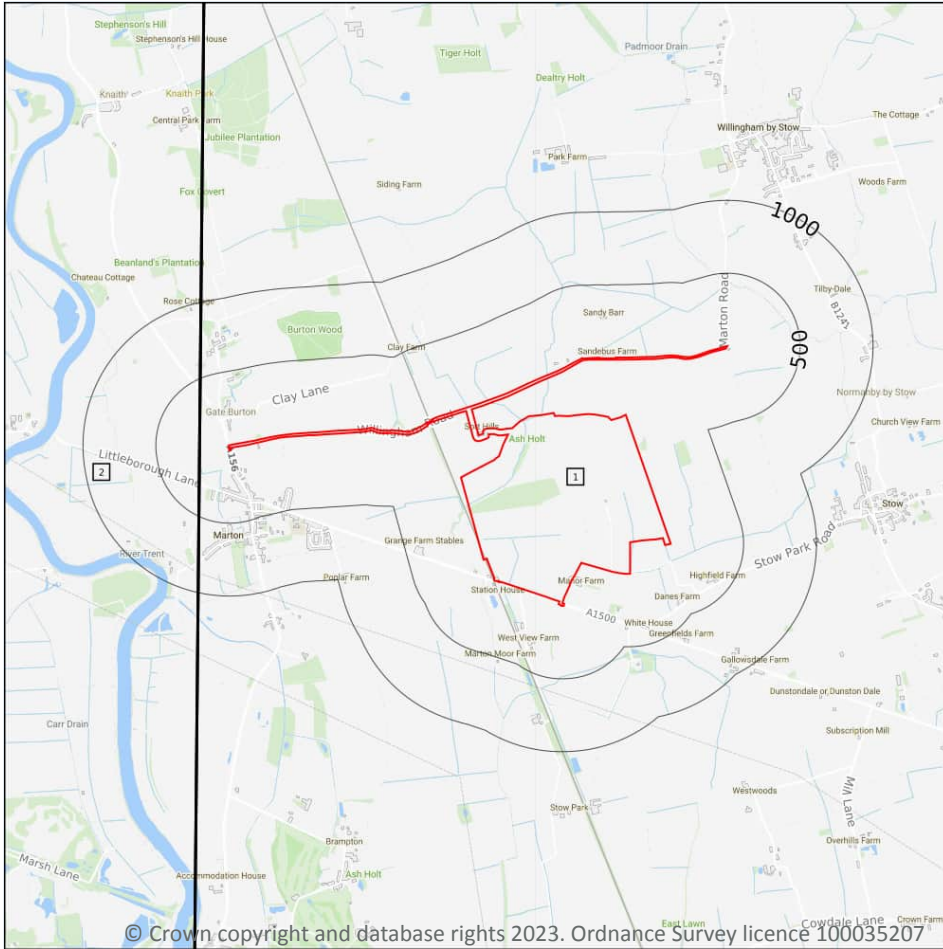 Stephenson's Hill
Stephenson's Hill House
Padmoor Drain
Tiger Holt
Dealtry Holt
Knaith
Knaith Park
Central Park Farm
Jubilee Plantation
The Cottage
Willingham by Stow
Park Farm
Siding Farm
Woods Farm
Fox Covert
1000
Beanland's Plantation
Chateau Cottage
Rose Cottage
Marton Road
Tilby Dale
B1241
Sandy Barr
Burton Wood
Clay Farm
Sandebus Farm
500
Clay Lane
Normanby by Stow
Gate Burton
Willingham Road
Church View Farm
Ash Holt
156
Littleborough Lane
2
1
Stow
Marton
Grange Farm Stables
Stow Park Road
River Trent
Poplar Farm
Manor Farm
Highfield Farm
Station House
Danes Farm
A1500
White House
West View Farm
Greenfields Farm
Marton Moor Farm
Gallowsdale Farm
Dunstondale or Dunston Dale
Carr Drain
Subscription Mill
Westwoods
Mill Lane
Stow Park
Brampton
Overhills Farm
Marsh Lane
Accommodation House
Ash Holt
East Lawn
Cowdale Lane
Crown Farm
© Crown copyright and database rights 2023. Ordnance Survey licence 100035207